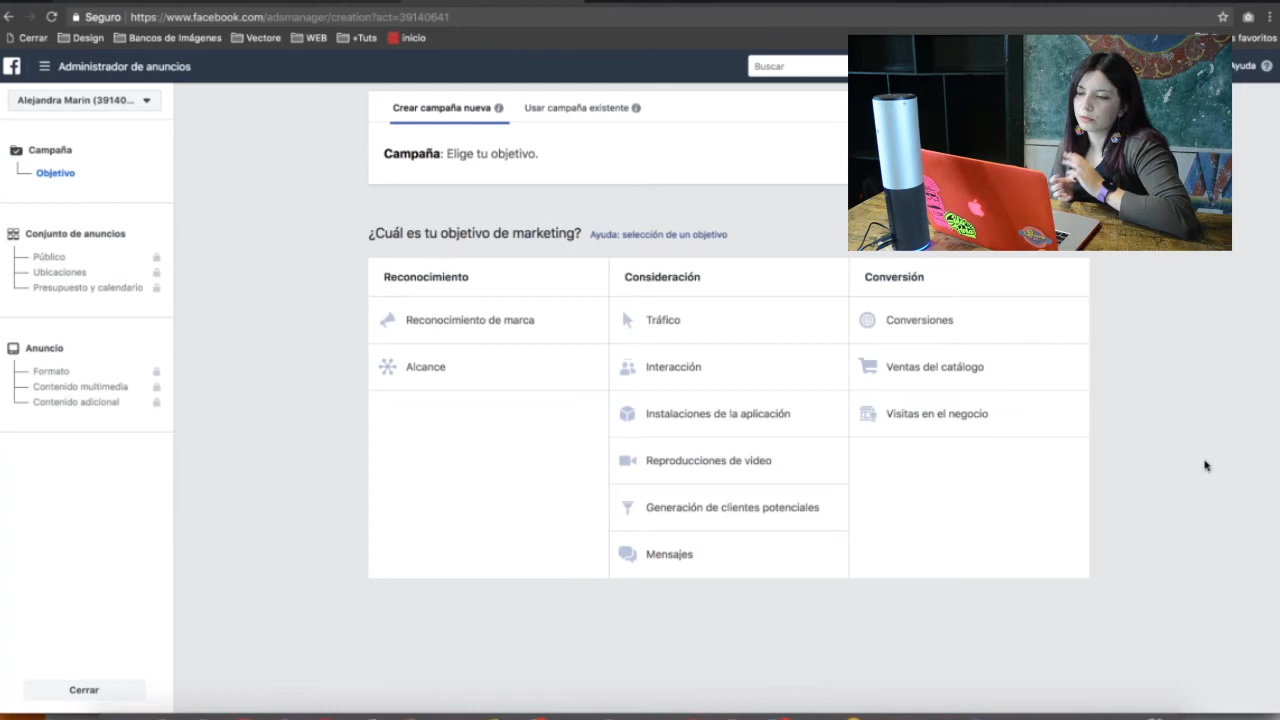 Seguro https://www.facebook.com/adsmanager/creation?act=39140641
Cerrar Design Bancos de Imágenes Vectore WEB +Tuts Inicio s favoritos
Administrador de anuncios Buscar Ayuda
Alejandra Marin (39140...
Crear campaña nueva Usar campaña existente
Campaña
Objetivo
Campaña: Elige tu objetivo.
Conjunto de anuncios
Público
Ubicaciones
Presupuesto y calendario
Anuncio
Formato
Contenido multimedia
Contenido adicional
¿Cuál es tu objetivo de marketing? Ayuda: selección de un objetivo
Reconocimiento Consideración Conversión
Reconocimiento de marca Tráfico Conversiones
Alcance Interacción Ventas del catálogo
Instalaciones de la aplicación Visitas en el negocio
Reproducciones de video
Generación de clientes potenciales
Mensajes
Cerrar